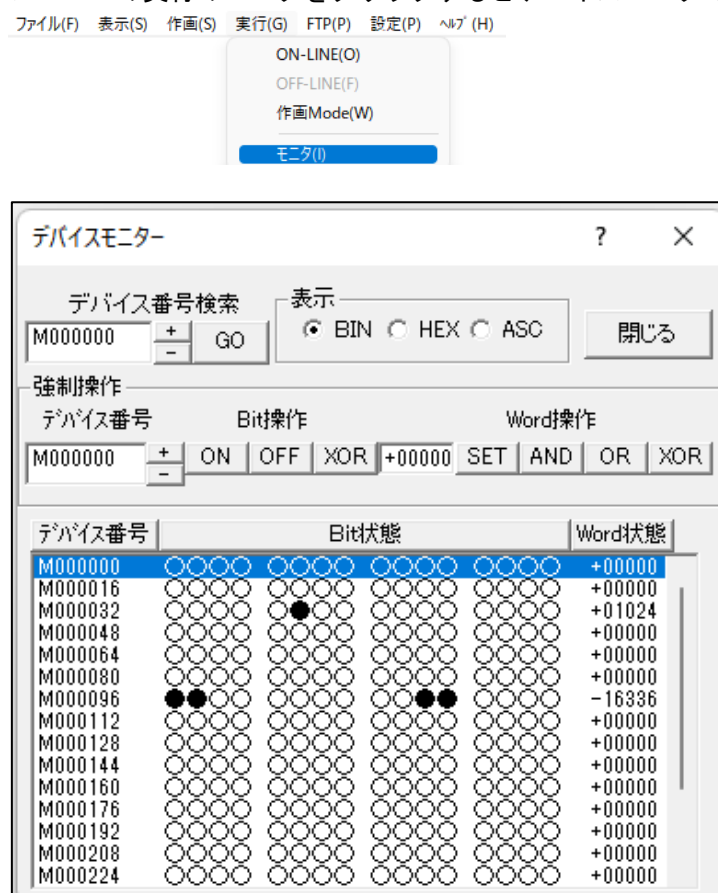 ファイル(F) 表示(S) 作画(S) 実行(G) FTP(P) 設定(P) ﾍﾙﾌﾟ(H)
ON-LINE(O)
OFF-LINE(F)
作画Mode(W)
モニタ(I)
デバイスモニター ? ×
デバイス番号検索 表示
M000000 + - GO BIN HEX ASC 閉じる
強制操作
ﾃﾞﾊﾞｲｽ番号 Bit操作 Word操作
M000000 + - ON OFF XOR +00000 SET AND OR XOR
ﾃﾞﾊﾞｲｽ番号 Bit状態 Word状態
M000000 ○○○○ ○○○○ ○○○○ ○○○○ +00000
M000016 ○○○○ ○○○○ ○○○○ ○○○○ +00000
M000032 ○○○○ ○●○○ ○○○○ ○○○○ +01024
M000048 ○○○○ ○○○○ ○○○○ ○○○○ +00000
M000064 ○○○○ ○○○○ ○○○○ ○○○○ +00000
M000080 ○○○○ ○○○○ ○○○○ ○○○○ +00000
M000096 ●●○○ ○○○○ ○○●● ○○○○ -16336
M000112 ○○○○ ○○○○ ○○○○ ○○○○ +00000
M000128 ○○○○ ○○○○ ○○○○ ○○○○ +00000
M000144 ○○○○ ○○○○ ○○○○ ○○○○ +00000
M000160 ○○○○ ○○○○ ○○○○ ○○○○ +00000
M000176 ○○○○ ○○○○ ○○○○ ○○○○ +00000
M000192 ○○○○ ○○○○ ○○○○ ○○○○ +00000
M000208 ○○○○ ○○○○ ○○○○ ○○○○ +00000
M000224 ○○○○ ○○○○ ○○○○ ○○○○ +00000